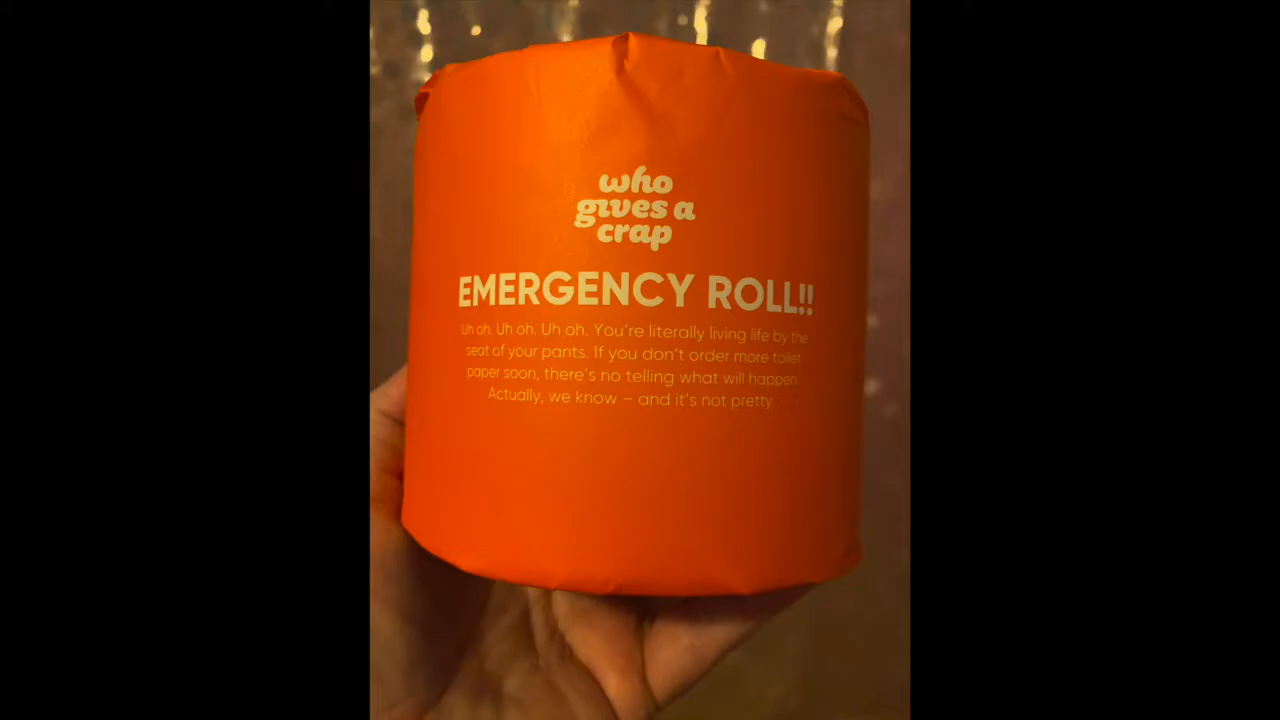 who
gives a
crap
EMERGENCY ROLL!!
Uh oh. Uh oh. Uh oh. You're literally living life by the
seat of your pants. If you don't order more toilet
paper soon, there's no telling what will happen.
Actually, we know – and it's not pretty.